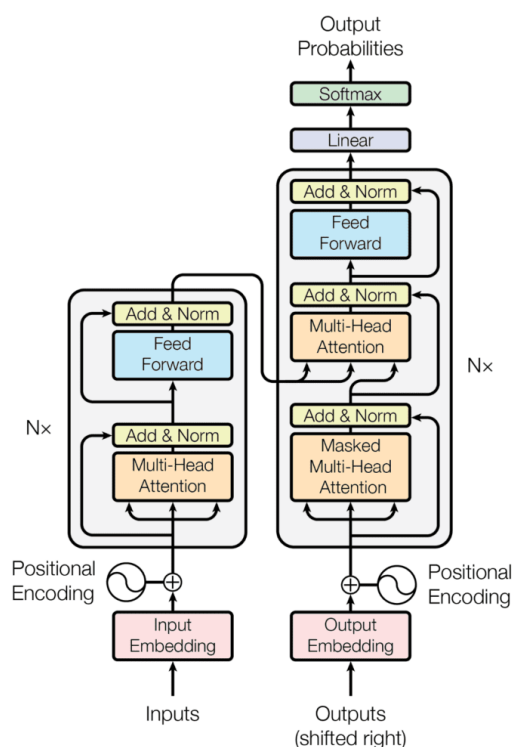 Output
Probabilities
Softmax
Linear
Add & Norm
Feed
Forward
Add & Norm
Multi-Head
Attention
Add & Norm
Masked
Multi-Head
Attention
N×
Add & Norm
Feed
Forward
Add & Norm
Multi-Head
Attention
N×
Positional
Encoding
Positional
Encoding
Input
Embedding
Output
Embedding
Inputs
Outputs
(shifted right)